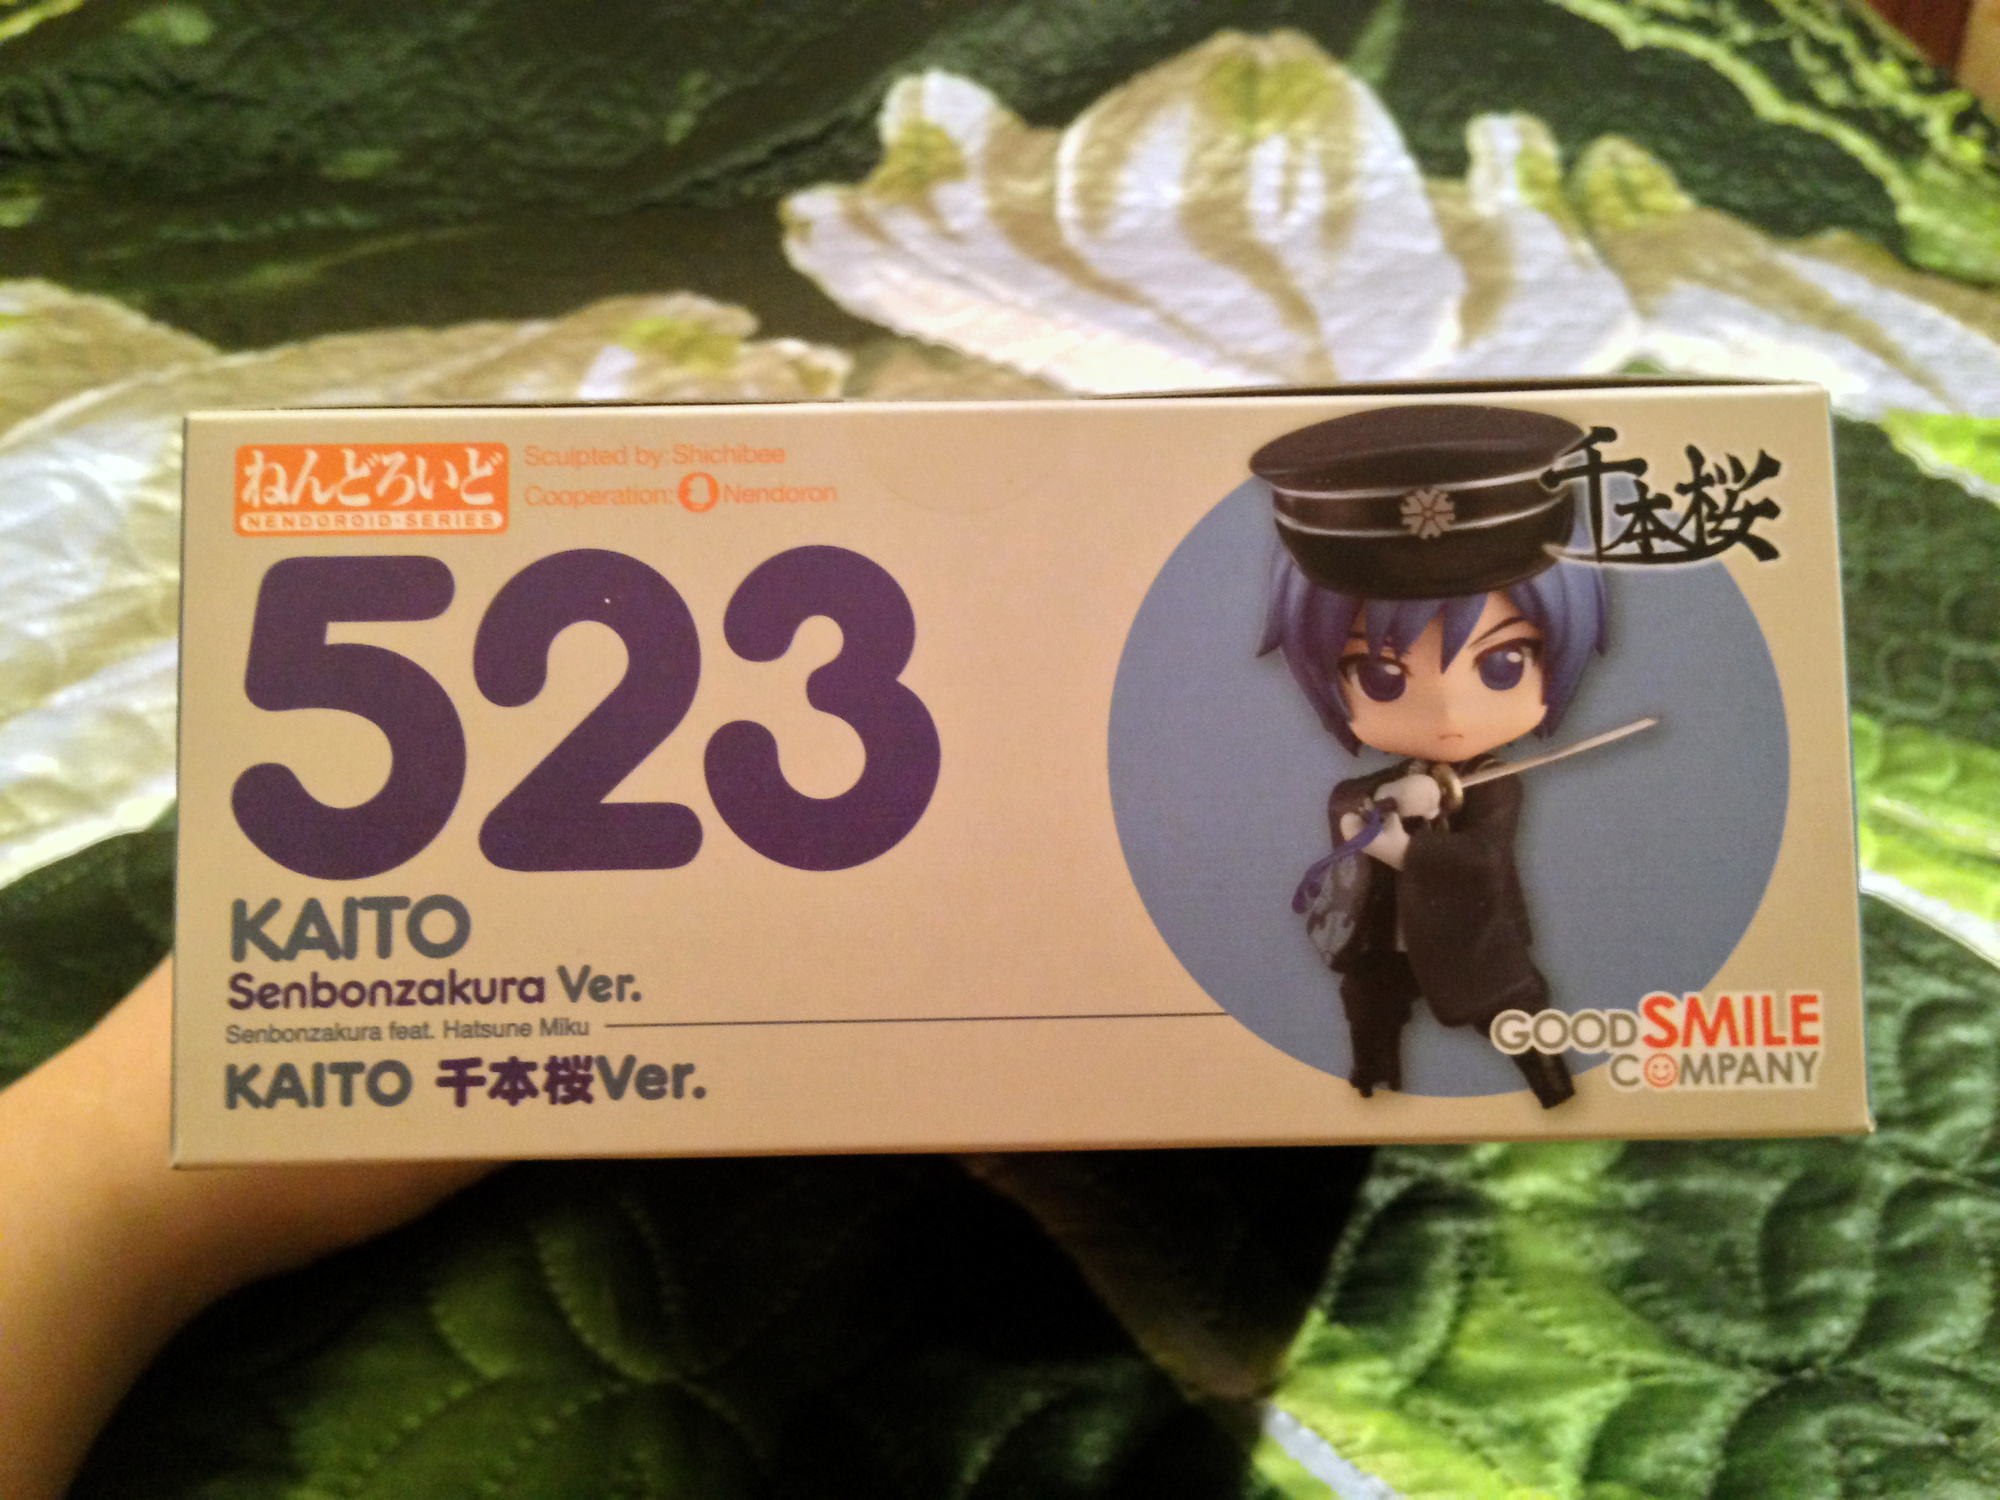 ねんどろいど
NENDOROID·SERIES
Sculpted by: Shichibee
Cooperation: Nendoron
523
KAITO
Senbonzakura Ver.
Senbonzakura feat. Hatsune Miku
KAITO 千本桜Ver.
千本桜
GOOD SMILE
COMPANY